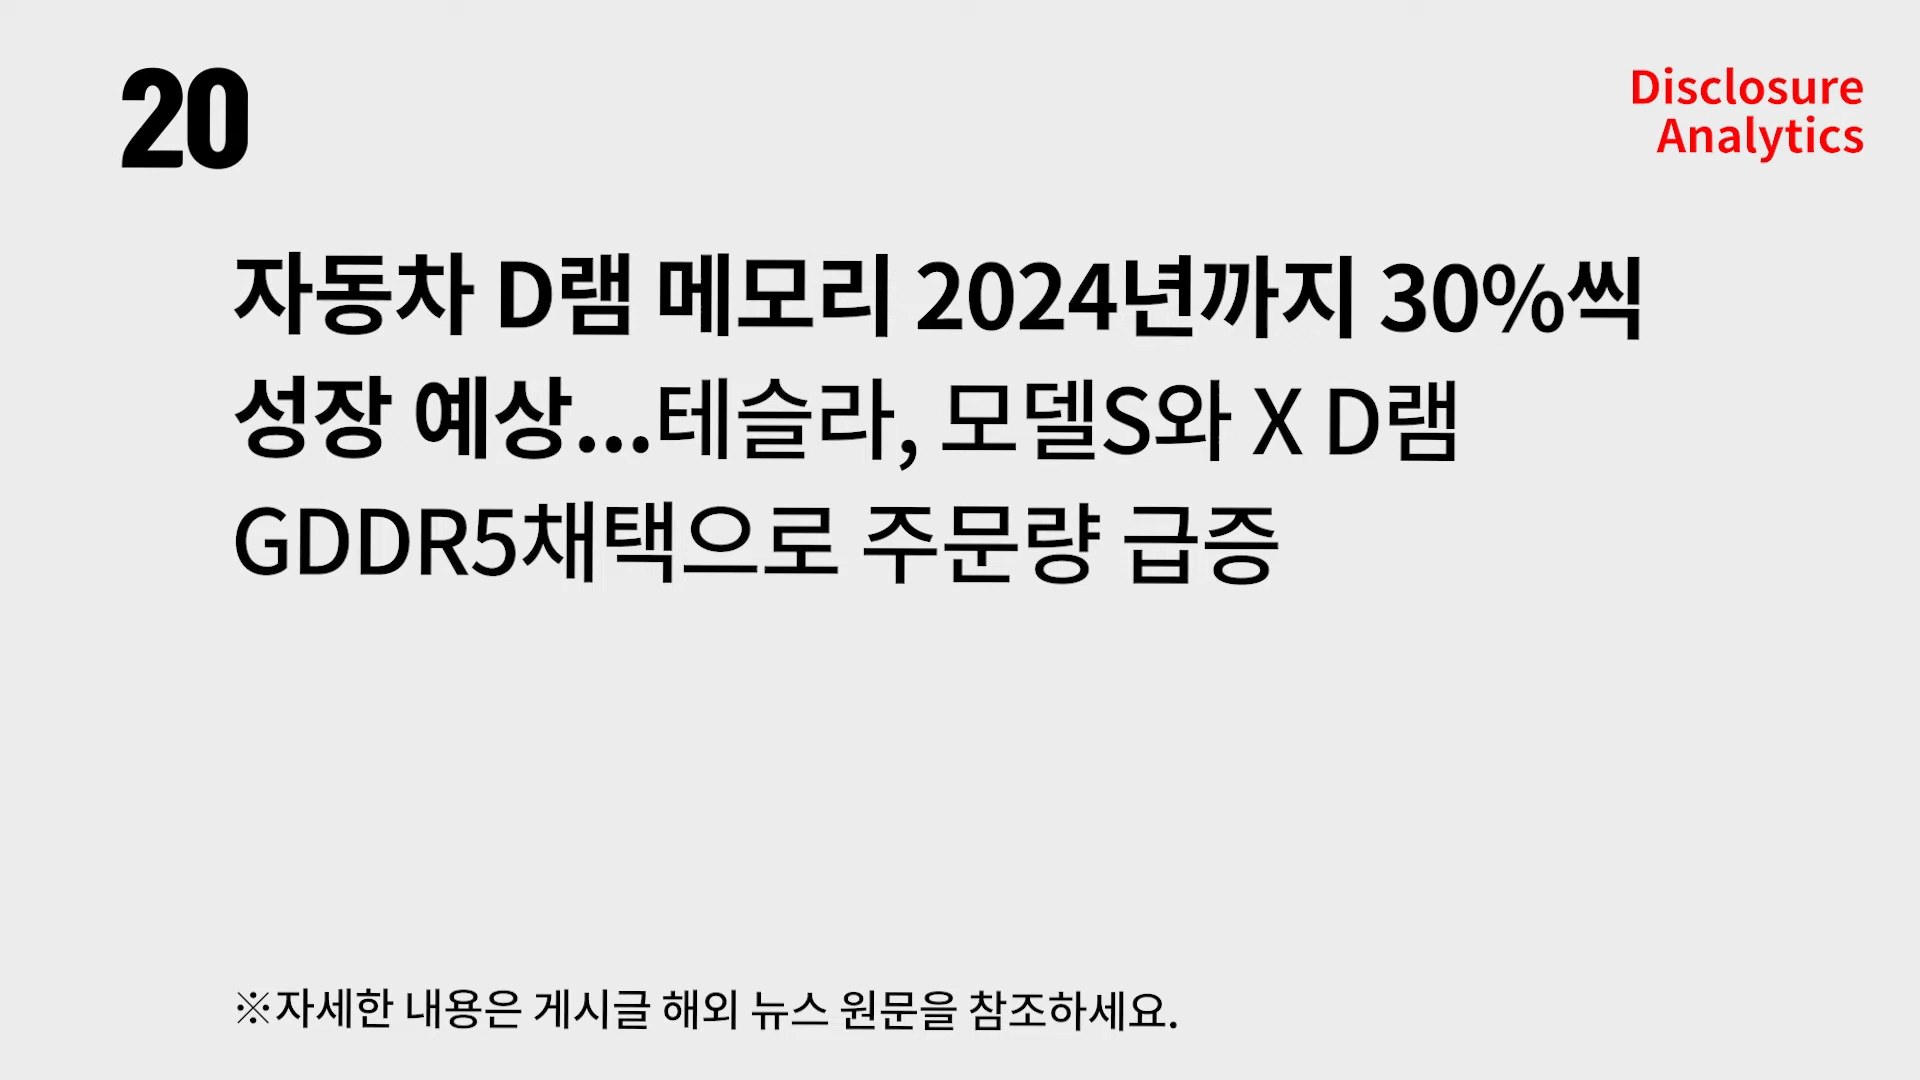 20
Disclosure
Analytics
자동차 D램 메모리 2024년까지 30%씩
성장 예상...테슬라, 모델S와 X D램
GDDR5채택으로 주문량 급증
※자세한 내용은 게시글 해외 뉴스 원문을 참조하세요.